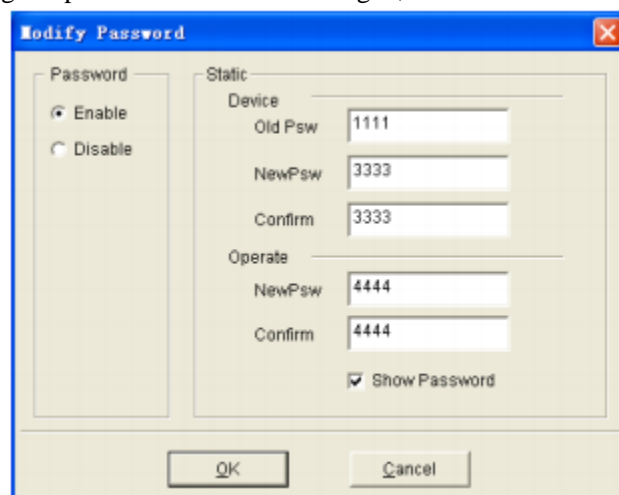 Modify Password
Password
Enable
Disable
Static
Device
Old Psw 1111
NewPsw 3333
Confirm 3333
Operate
NewPsw 4444
Confirm 4444
Show Password
OK Cancel